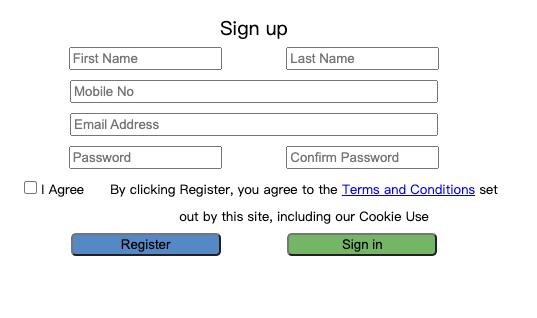 Sign up
First Name Last Name
Mobile No
Email Address
Password Confirm Password
I Agree By clicking Register, you agree to the Terms and Conditions set
out by this site, including our Cookie Use
Register Sign in